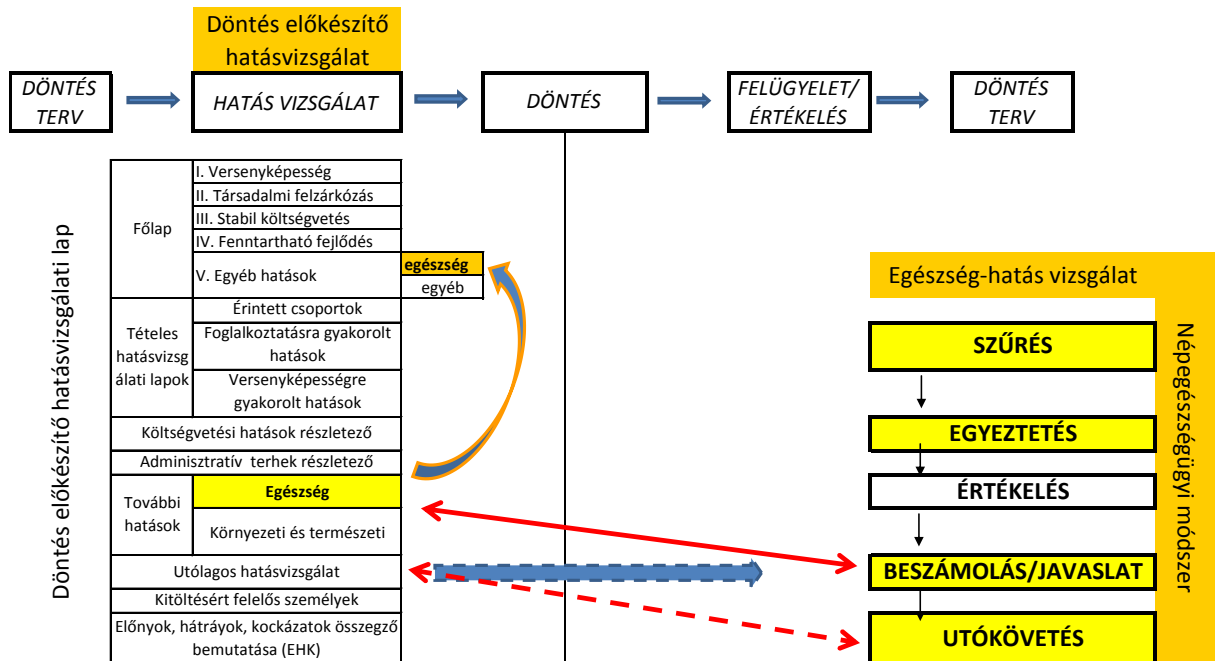 Döntés előkészítő
hatásvizsgálat
DÖNTÉS
TERV
HATÁS VIZSGÁLAT
DÖNTÉS
FELÜGYELET/
ÉRTÉKELÉS
DÖNTÉS
TERV
Döntés előkészítő hatásvizsgálati lap
Főlap
I. Versenyképesség
II. Társadalmi felzárkózás
III. Stabil költségvetés
IV. Fenntartható fejlődés
V. Egyéb hatások
egészség
egyéb
Tételes
hatásvizsg
álati lapok
Érintett csoportok
Foglalkoztatásra gyakorolt
hatások
Versenyképességre
gyakorolt hatások
Költségvetési hatások részletező
Adminisztratív terhek részletező
További
hatások
Egészség
Környezeti és természeti
Utólagos hatásvizsgálat
Kitöltésért felelős személyek
Előnyok, hátráyok, kockázatok összegző
bemutatása (EHK)
Egészség-hatás vizsgálat
Népegészségügyi módszer
SZŰRÉS
EGYEZTETÉS
ÉRTÉKELÉS
BESZÁMOLÁS/JAVASLAT
UTÓKÖVETÉS